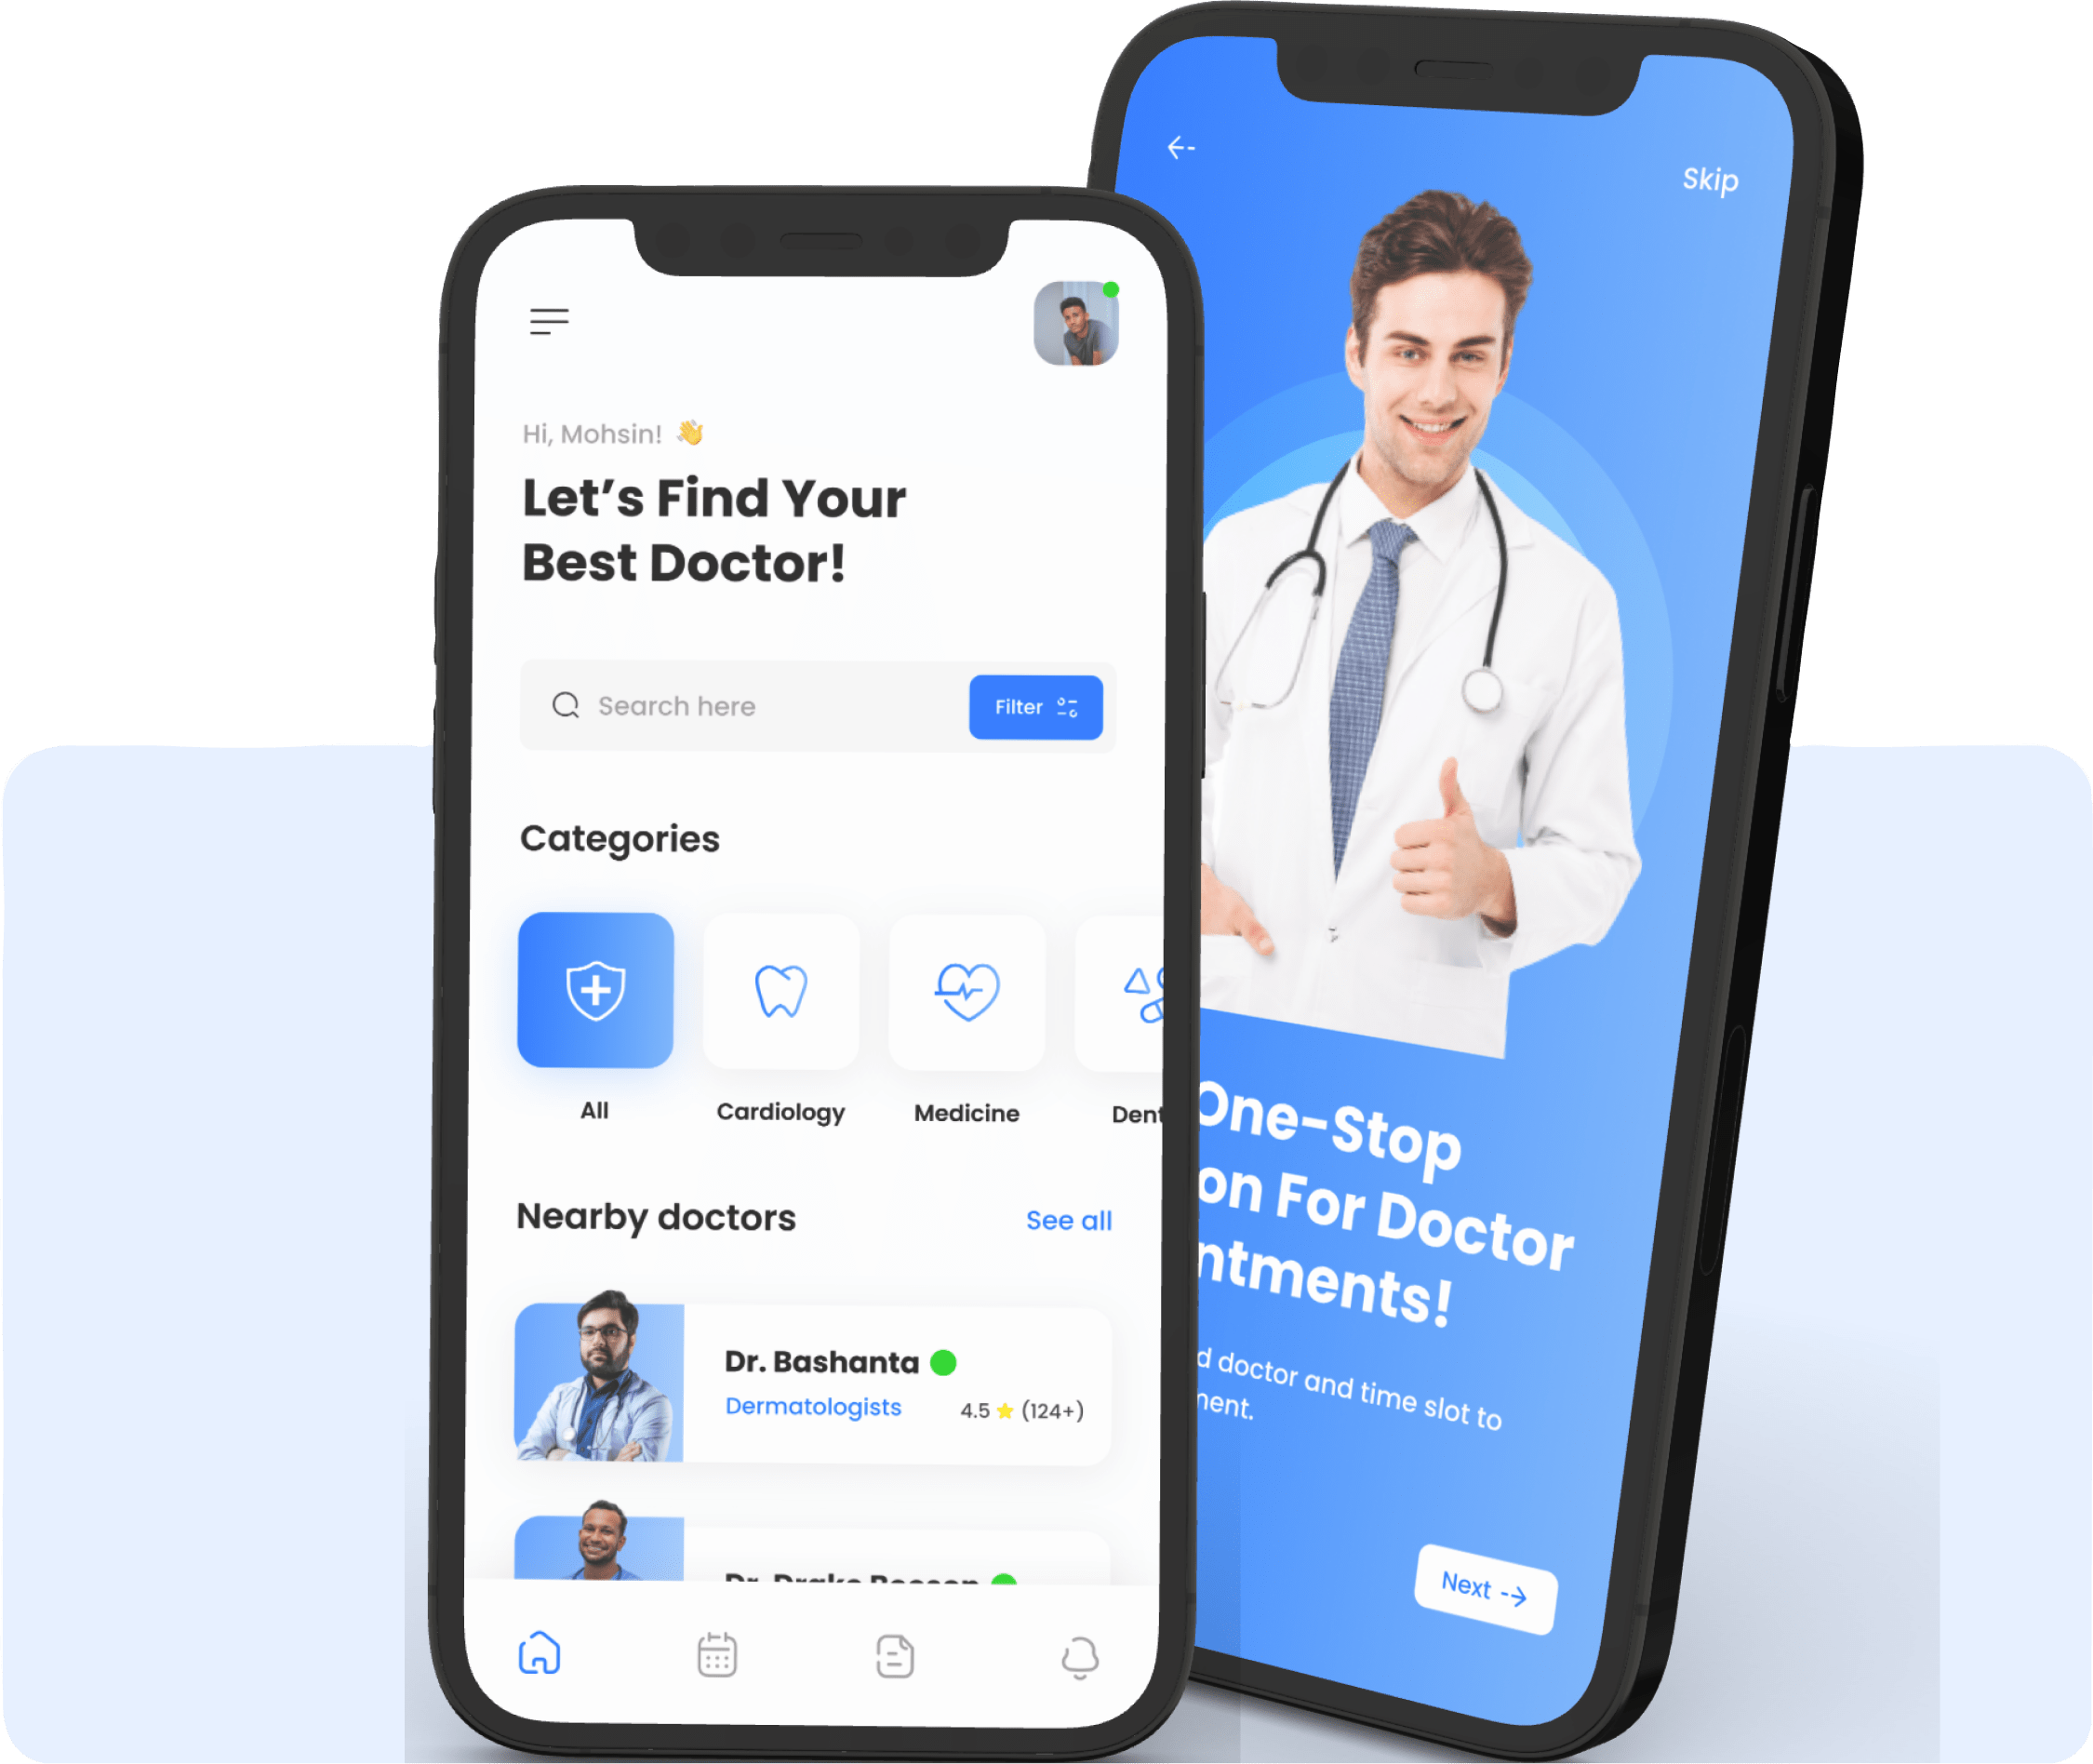 Hi, Mohsin! 👋
Let's Find Your
Best Doctor!
Search here
Filter
Categories
All
Cardiology
Medicine
Dent
Nearby doctors
See all
Dr. Bashanta
Dermatologists
4.5 ⭐ (124+)
Dr.
Skip
One-Stop
on For Doctor
ntments!
d doctor and time slot to
ment.
Next